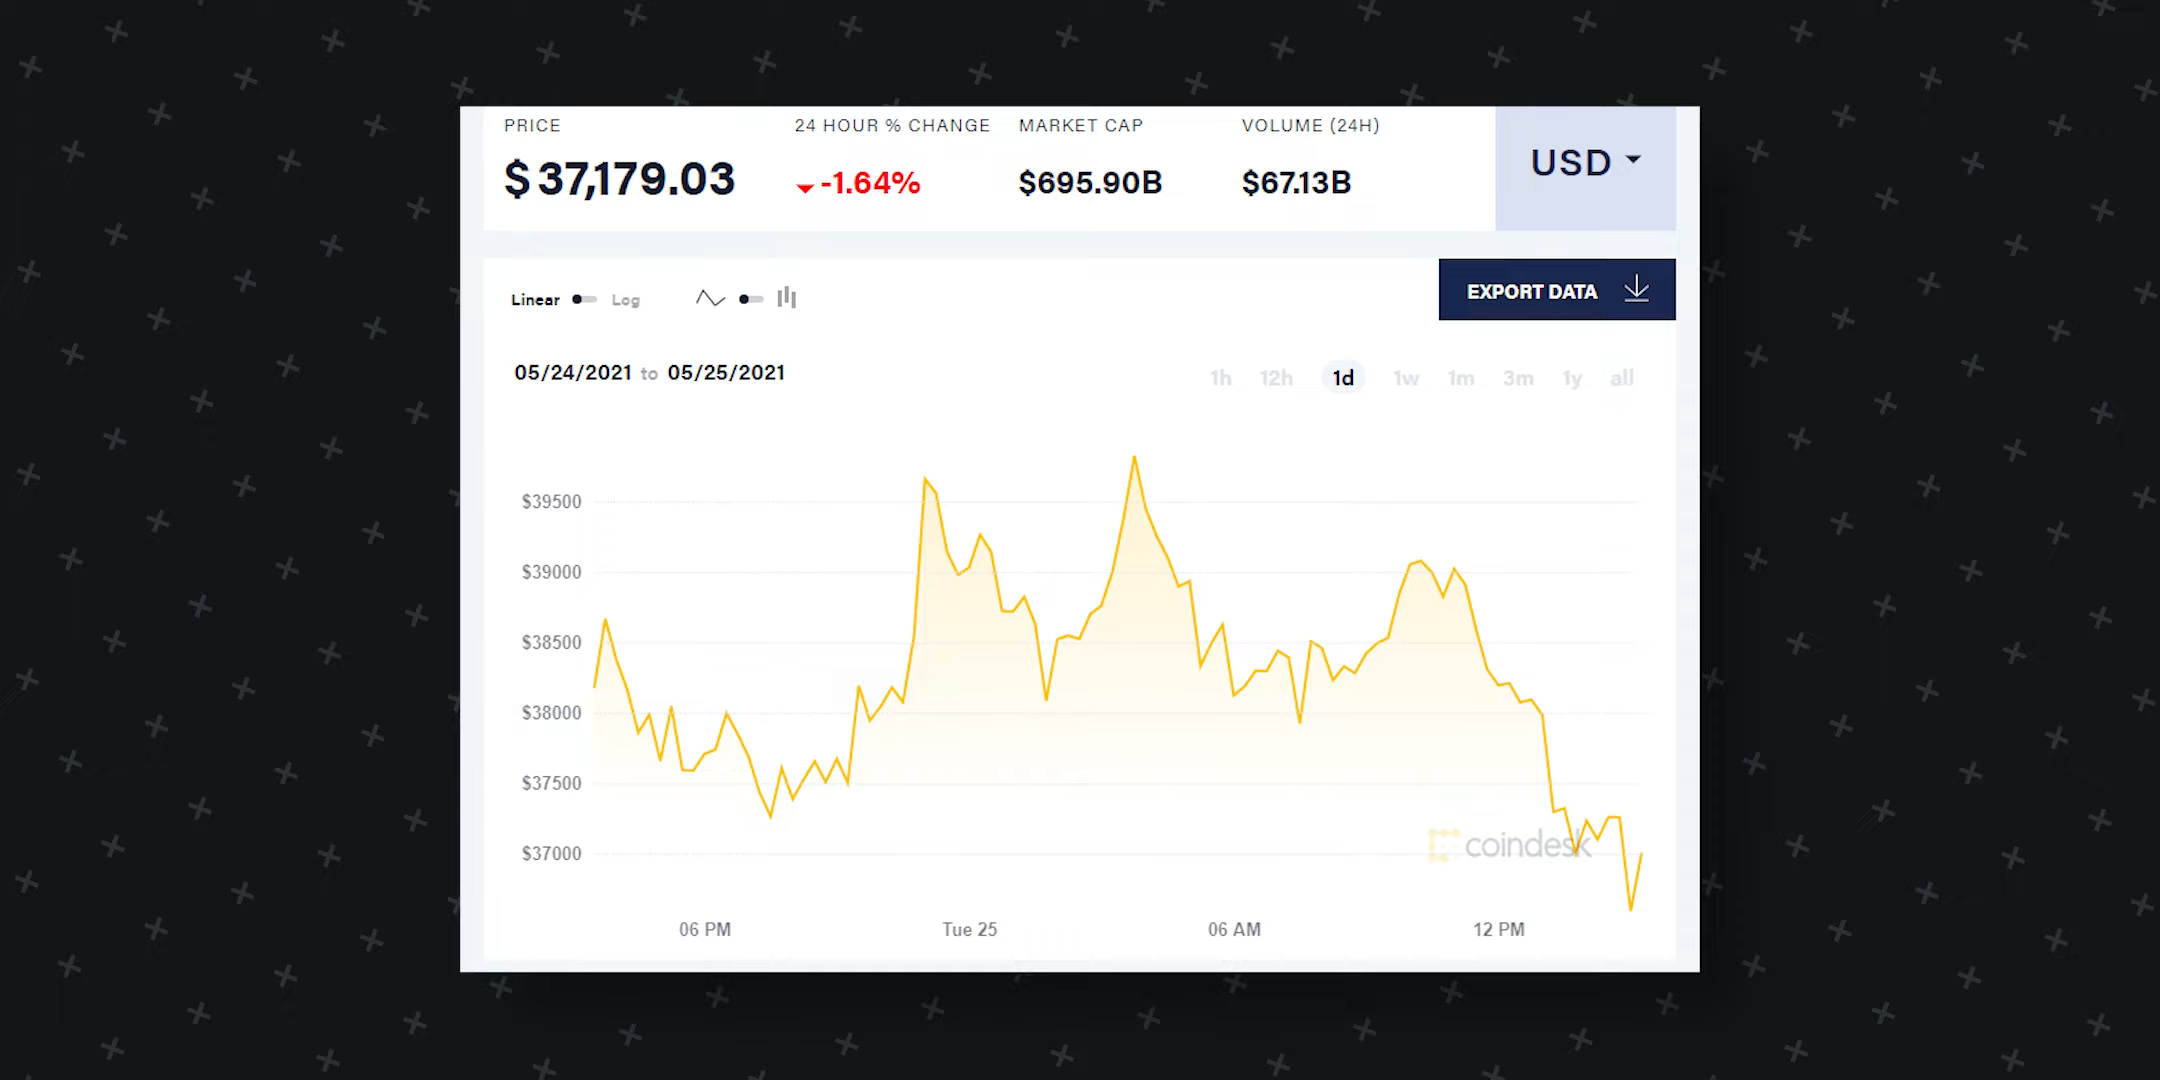 PRICE 24 HOUR % CHANGE MARKET CAP VOLUME (24H)
$37,179.03 -1.64% $695.90B $67.13B USD
Linear Log EXPORT DATA
05/24/2021 to 05/25/2021 1h 12h 1d 1w 1m 3m 1y all
$39500
$39000
$38500
$38000
$37500
$37000
coindesk
06 PM Tue 25 06 AM 12 PM